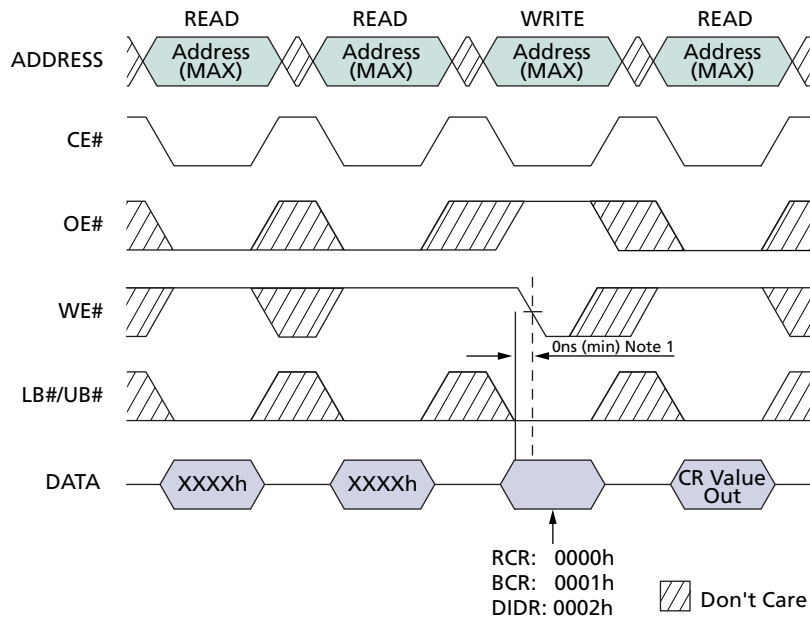 READ
READ
WRITE
READ
ADDRESS
Address
(MAX)
Address
(MAX)
Address
(MAX)
Address
(MAX)
CE#
OE#
WE#
0ns (min) Note 1
LB#/UB#
DATA
XXXXh
XXXXh
CR Value
Out
RCR: 0000h
BCR: 0001h
DIDR: 0002h
Don't Care